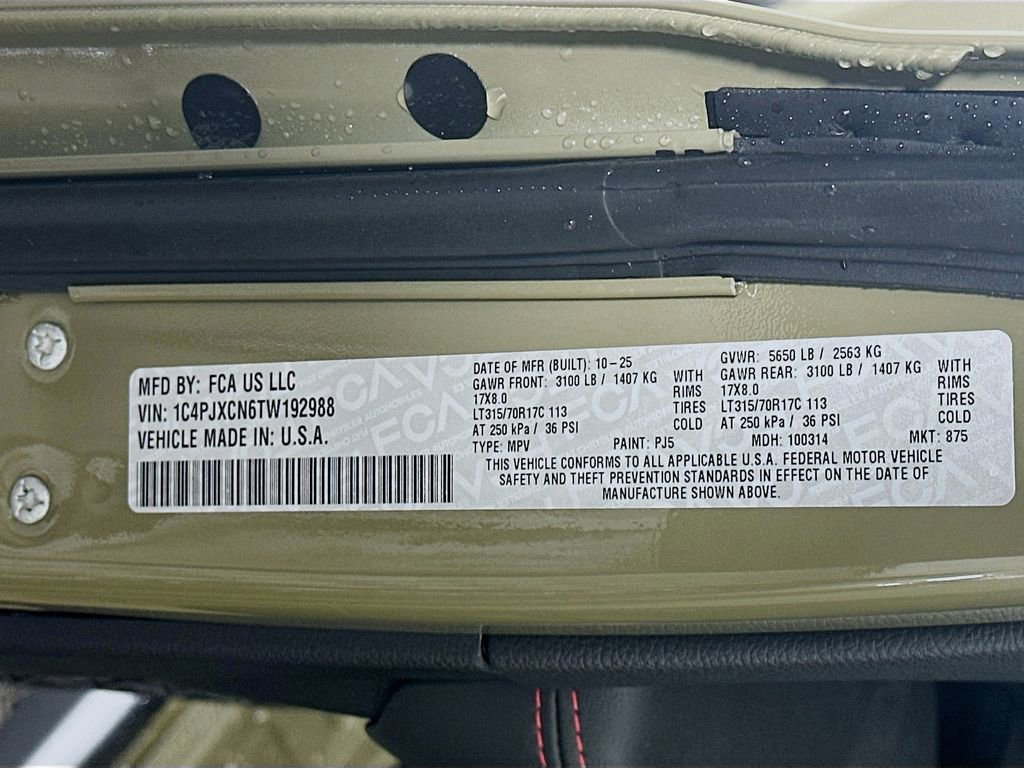 MFD BY: FCA US LLC
VIN: 1C4PJXCN6TW192988
VEHICLE MADE IN: U.S.A.
DATE OF MFR (BUILT): 10-25
GAWR FRONT: 3100 LB / 1407 KG WITH
17X8.0 RIMS
LT315/70R17C 113 TIRES
AT 250 kPa / 36 PSI COLD
GVWR: 5650 LB / 2563 KG
GAWR REAR: 3100 LB / 1407 KG WITH
17X8.0 RIMS
LT315/70R17C 113 TIRES
AT 250 kPa / 36 PSI COLD
TYPE: MPV PAINT: PJ5 MDH: 100314 MKT: 875
THIS VEHICLE CONFORMS TO ALL APPLICABLE U.S.A. FEDERAL MOTOR VEHICLE
SAFETY AND THEFT PREVENTION STANDARDS IN EFFECT ON THE DATE OF
MANUFACTURE SHOWN ABOVE.